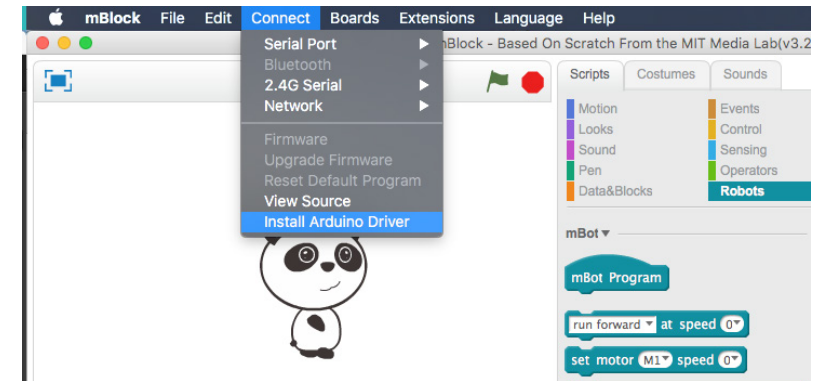 mBlock File Edit Connect Boards Extensions Language Help
Block - Based On Scratch From the MIT Media Lab(v3.2
Serial Port
Bluetooth
2.4G Serial
Network
Firmware
Upgrade Firmware
Reset Default Program
View Source
Install Arduino Driver
Scripts Costumes Sounds
Motion Events
Looks Control
Sound Sensing
Pen Operators
Data&Blocks Robots
mBot
mBot Program
run forward at speed 0
set motor M1 speed 0